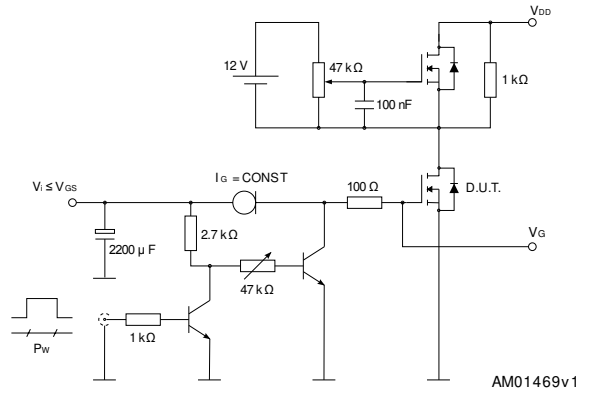 VDD
12 V
47 kΩ
1 kΩ
100 nF
IG = CONST
Vi ≤ VGS
100 Ω
D.U.T.
2.7 kΩ
VG
2200 μF
47 kΩ
1 kΩ
PW
AM01469v1